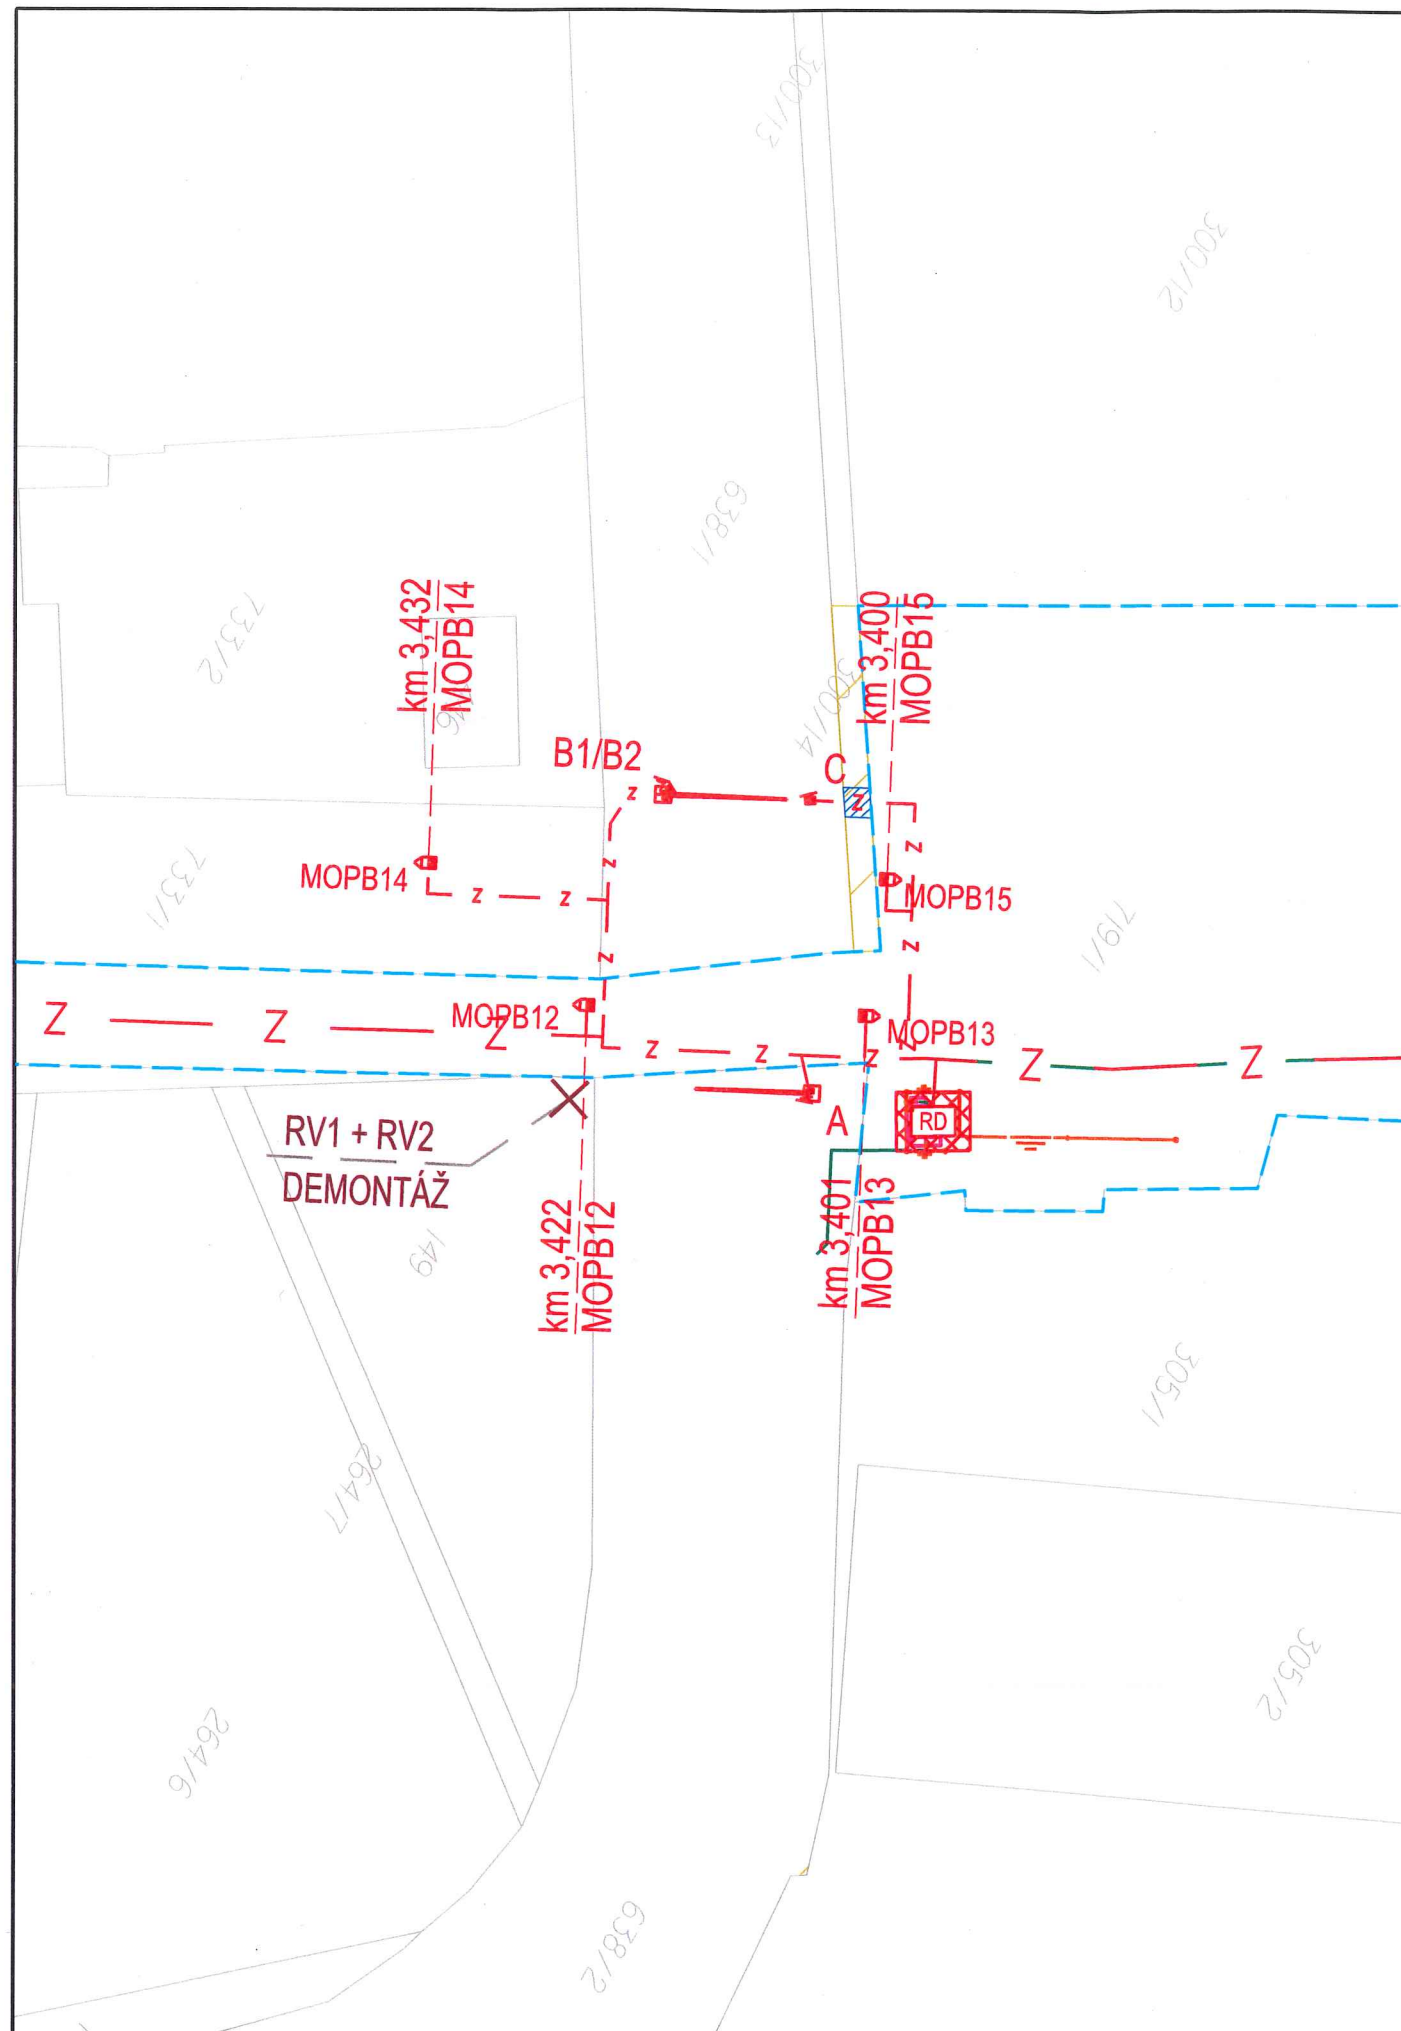 300/13
300/12
638/1
733/2
km 3,432
MOPB14
km 3,400
MOPB15
300/14
B1/B2
C
z
z
z
z
MOPB14
z
z
z
MOPB15
733/1
719/1
z
z
MOPB12
MOPB13
Z
Z
Z
z
z
z
z
Z
Z
RD
A
RV1 + RV2
DEMONTÁŽ
km 3,422
MOPB12
km 3,401
MOPB13
149
305/1
264/7
305/2
264/6
638/2